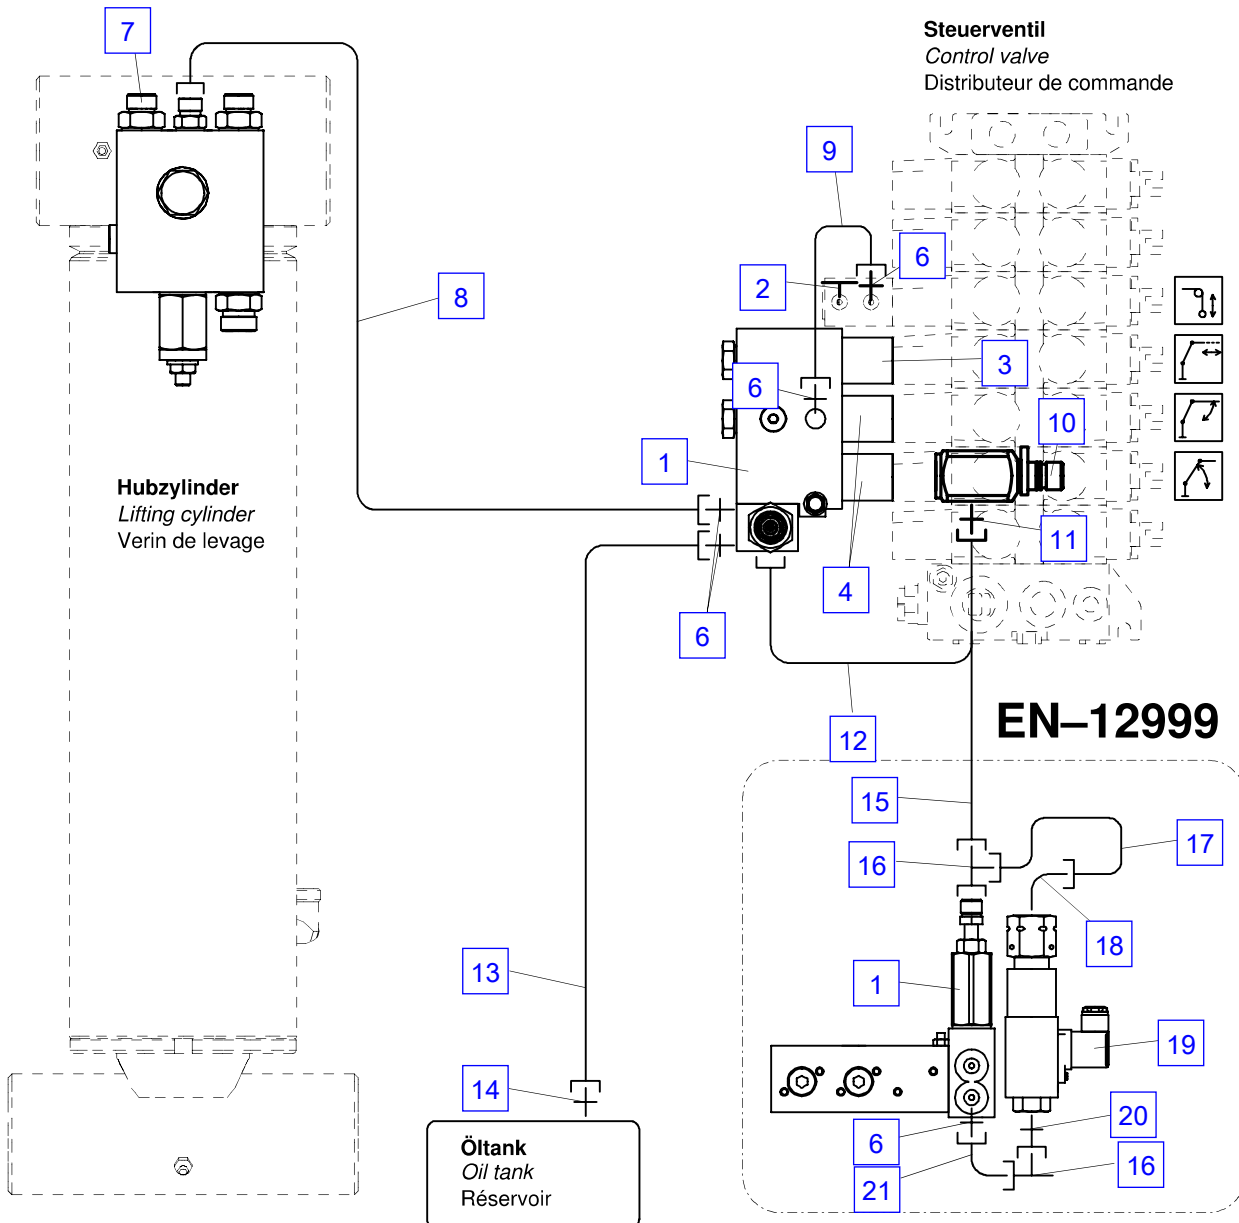 7
Steuerventil
Control valve
Distributeur de commande
9
6
2
8
3
6
10
1
Hubzylinder
Lifting cylinder
Verin de levage
11
4
6
EN–12999
12
15
16
17
18
13
1
19
14
20
6
Öltank
Oil tank
Réservoir
16
21